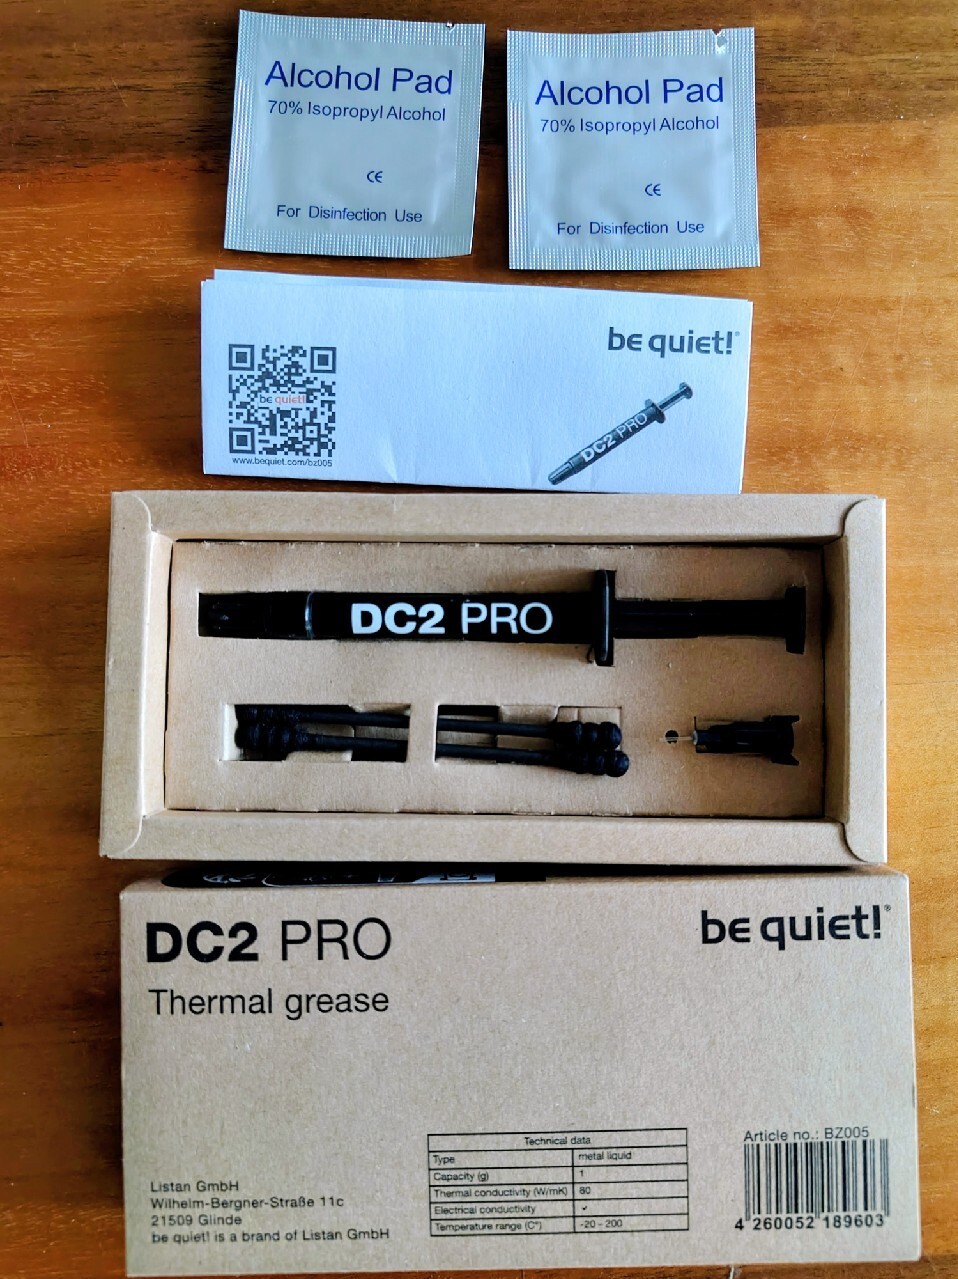 Alcohol Pad
70% Isopropyl Alcohol
CE
For Disinfection Use
Alcohol Pad
70% Isopropyl Alcohol
CE
For Disinfection Use
be quiet!®
be quiet!
www.bequiet.com/bz005
DC2 PRO
DC2 PRO
DC2 PRO
be quiet!®
Thermal grease
Technical data
Type metal liquid
Capacity (g) 1
Thermal conductivity (W/mK) 80
Electrical conductivity ✓
Temperature range (C°) -20 - 200
Article no.: BZ005
4 260052 189603
Listan GmbH
Wilhelm-Bergner-Straße 11c
21509 Glinde
be quiet! is a brand of Listan GmbH